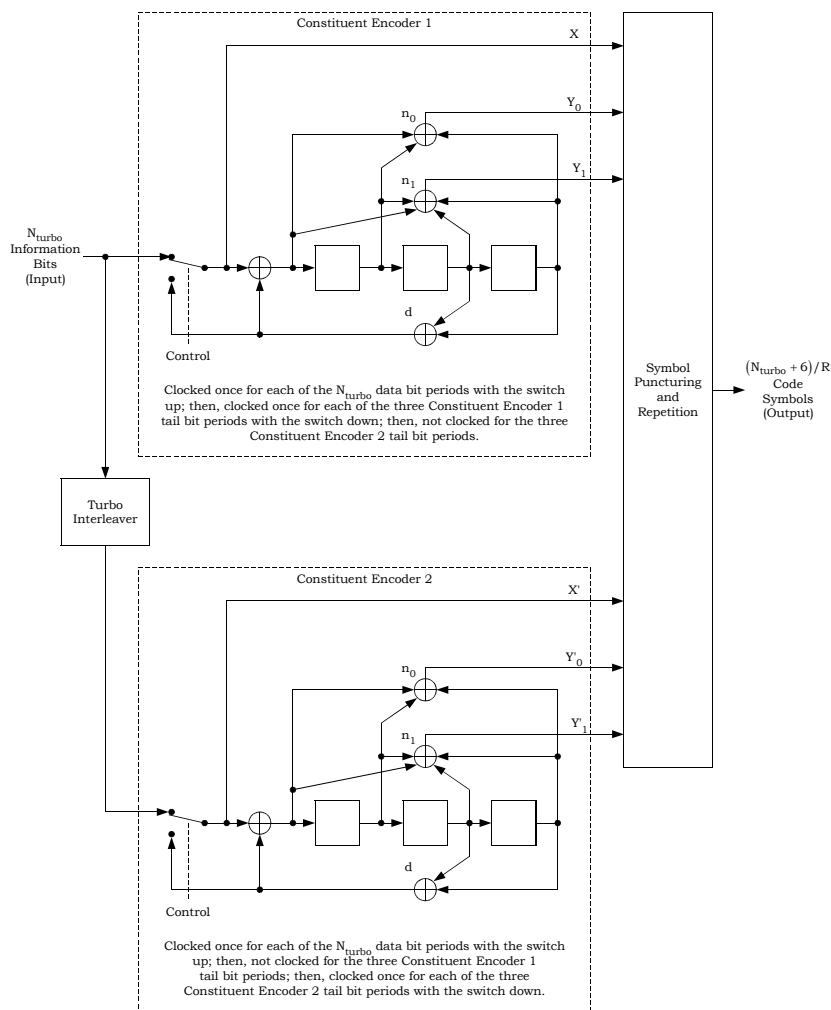 Constituent Encoder 1
X
n0
Y0
n1
Y1
Nturbo
Information
Bits
(Input)
d
Control
Symbol
Puncturing
and
Repetition
(Nturbo + 6)/R
Code
Symbols
(Output)
Clocked once for each of the Nturbo data bit periods with the switch
up; then, clocked once for each of the three Constituent Encoder 1
tail bit periods with the switch down; then, not clocked for the three
Constituent Encoder 2 tail bit periods.
Turbo
Interleaver
Constituent Encoder 2
X'
n0
Y'0
n1
Y'1
d
Control
Clocked once for each of the Nturbo data bit periods with the switch
up; then, not clocked for the three Constituent Encoder 1
tail bit periods; then, clocked once for each of the three
Constituent Encoder 2 tail bit periods with the switch down.